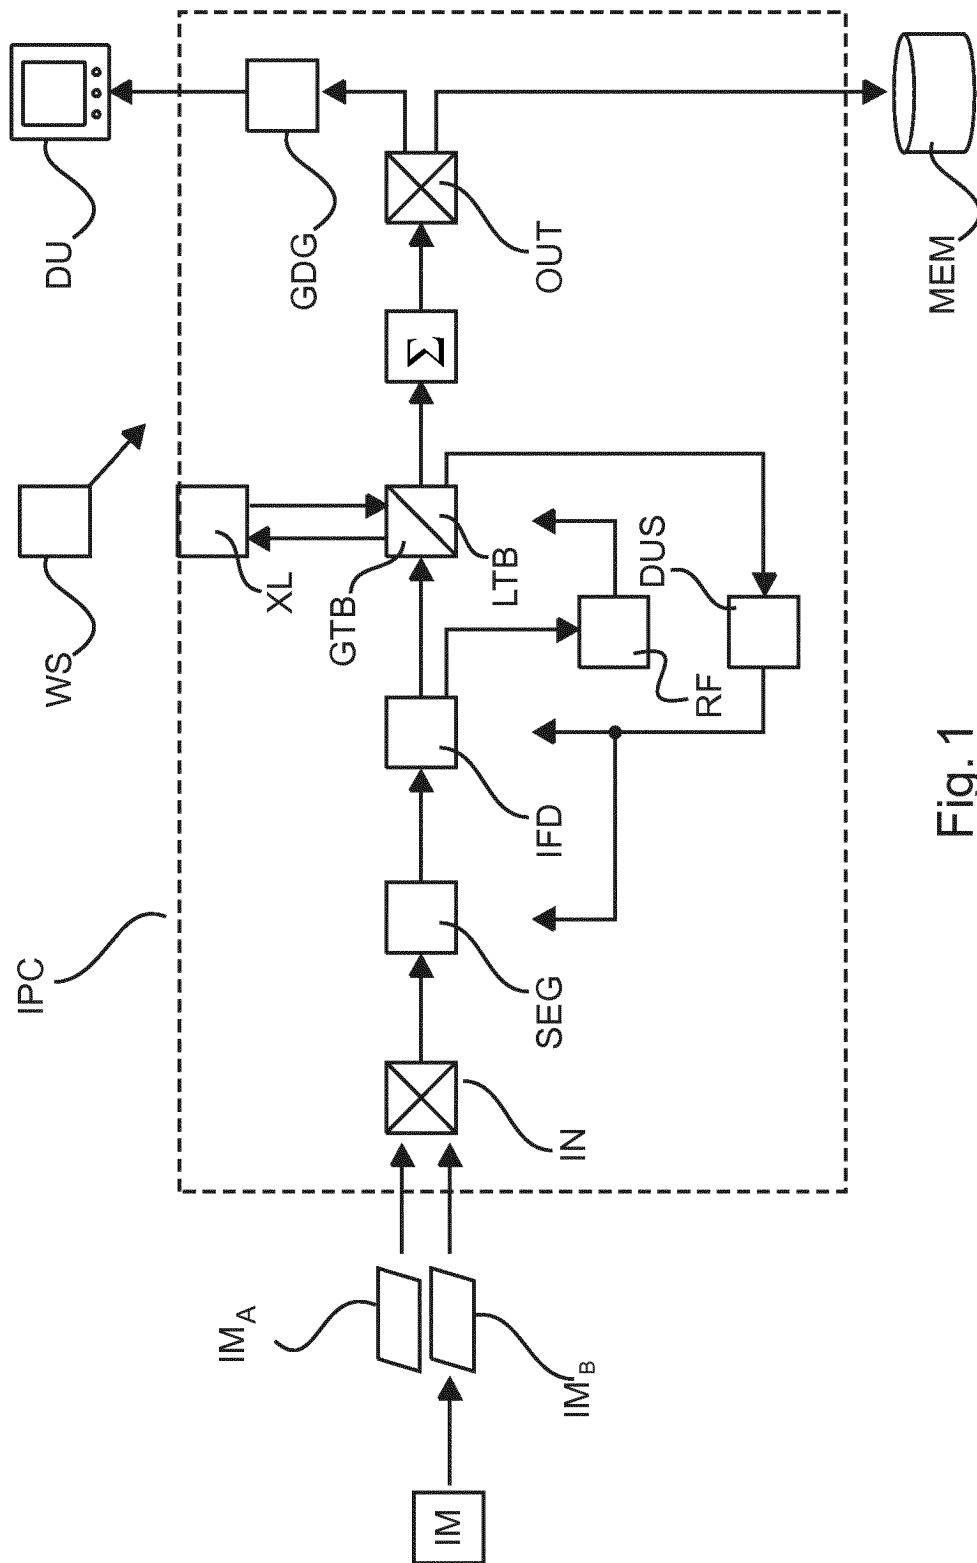 IM
IM_A
IM_B
IPC
IN
SEG
IFD
WS
XL
GTB
LTB
RF
DUS
Σ
DU
GDG
OUT
MEM
Fig. 1